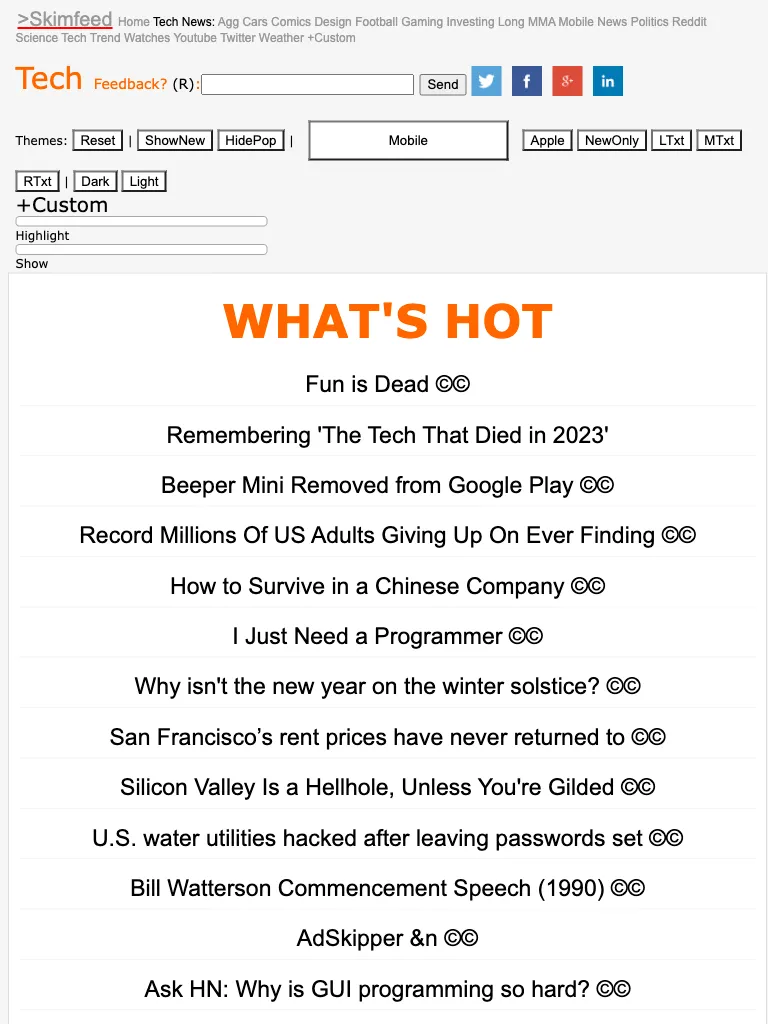 >Skimfeed Home Tech News: Agg Cars Comics Design Football Gaming Investing Long MMA Mobile News Politics Reddit
Science Tech Trend Watches Youtube Twitter Weather +Custom
Tech Feedback? (R): Send
Themes: Reset | ShowNew HidePop | Mobile Apple NewOnly LTxt MTxt
RTxt | Dark Light
+Custom
Highlight
Show
WHAT'S HOT
Fun is Dead ©©
Remembering 'The Tech That Died in 2023'
Beeper Mini Removed from Google Play ©©
Record Millions Of US Adults Giving Up On Ever Finding ©©
How to Survive in a Chinese Company ©©
I Just Need a Programmer ©©
Why isn't the new year on the winter solstice? ©©
San Francisco’s rent prices have never returned to ©©
Silicon Valley Is a Hellhole, Unless You're Gilded ©©
U.S. water utilities hacked after leaving passwords set ©©
Bill Watterson Commencement Speech (1990) ©©
AdSkipper &n ©©
Ask HN: Why is GUI programming so hard? ©©